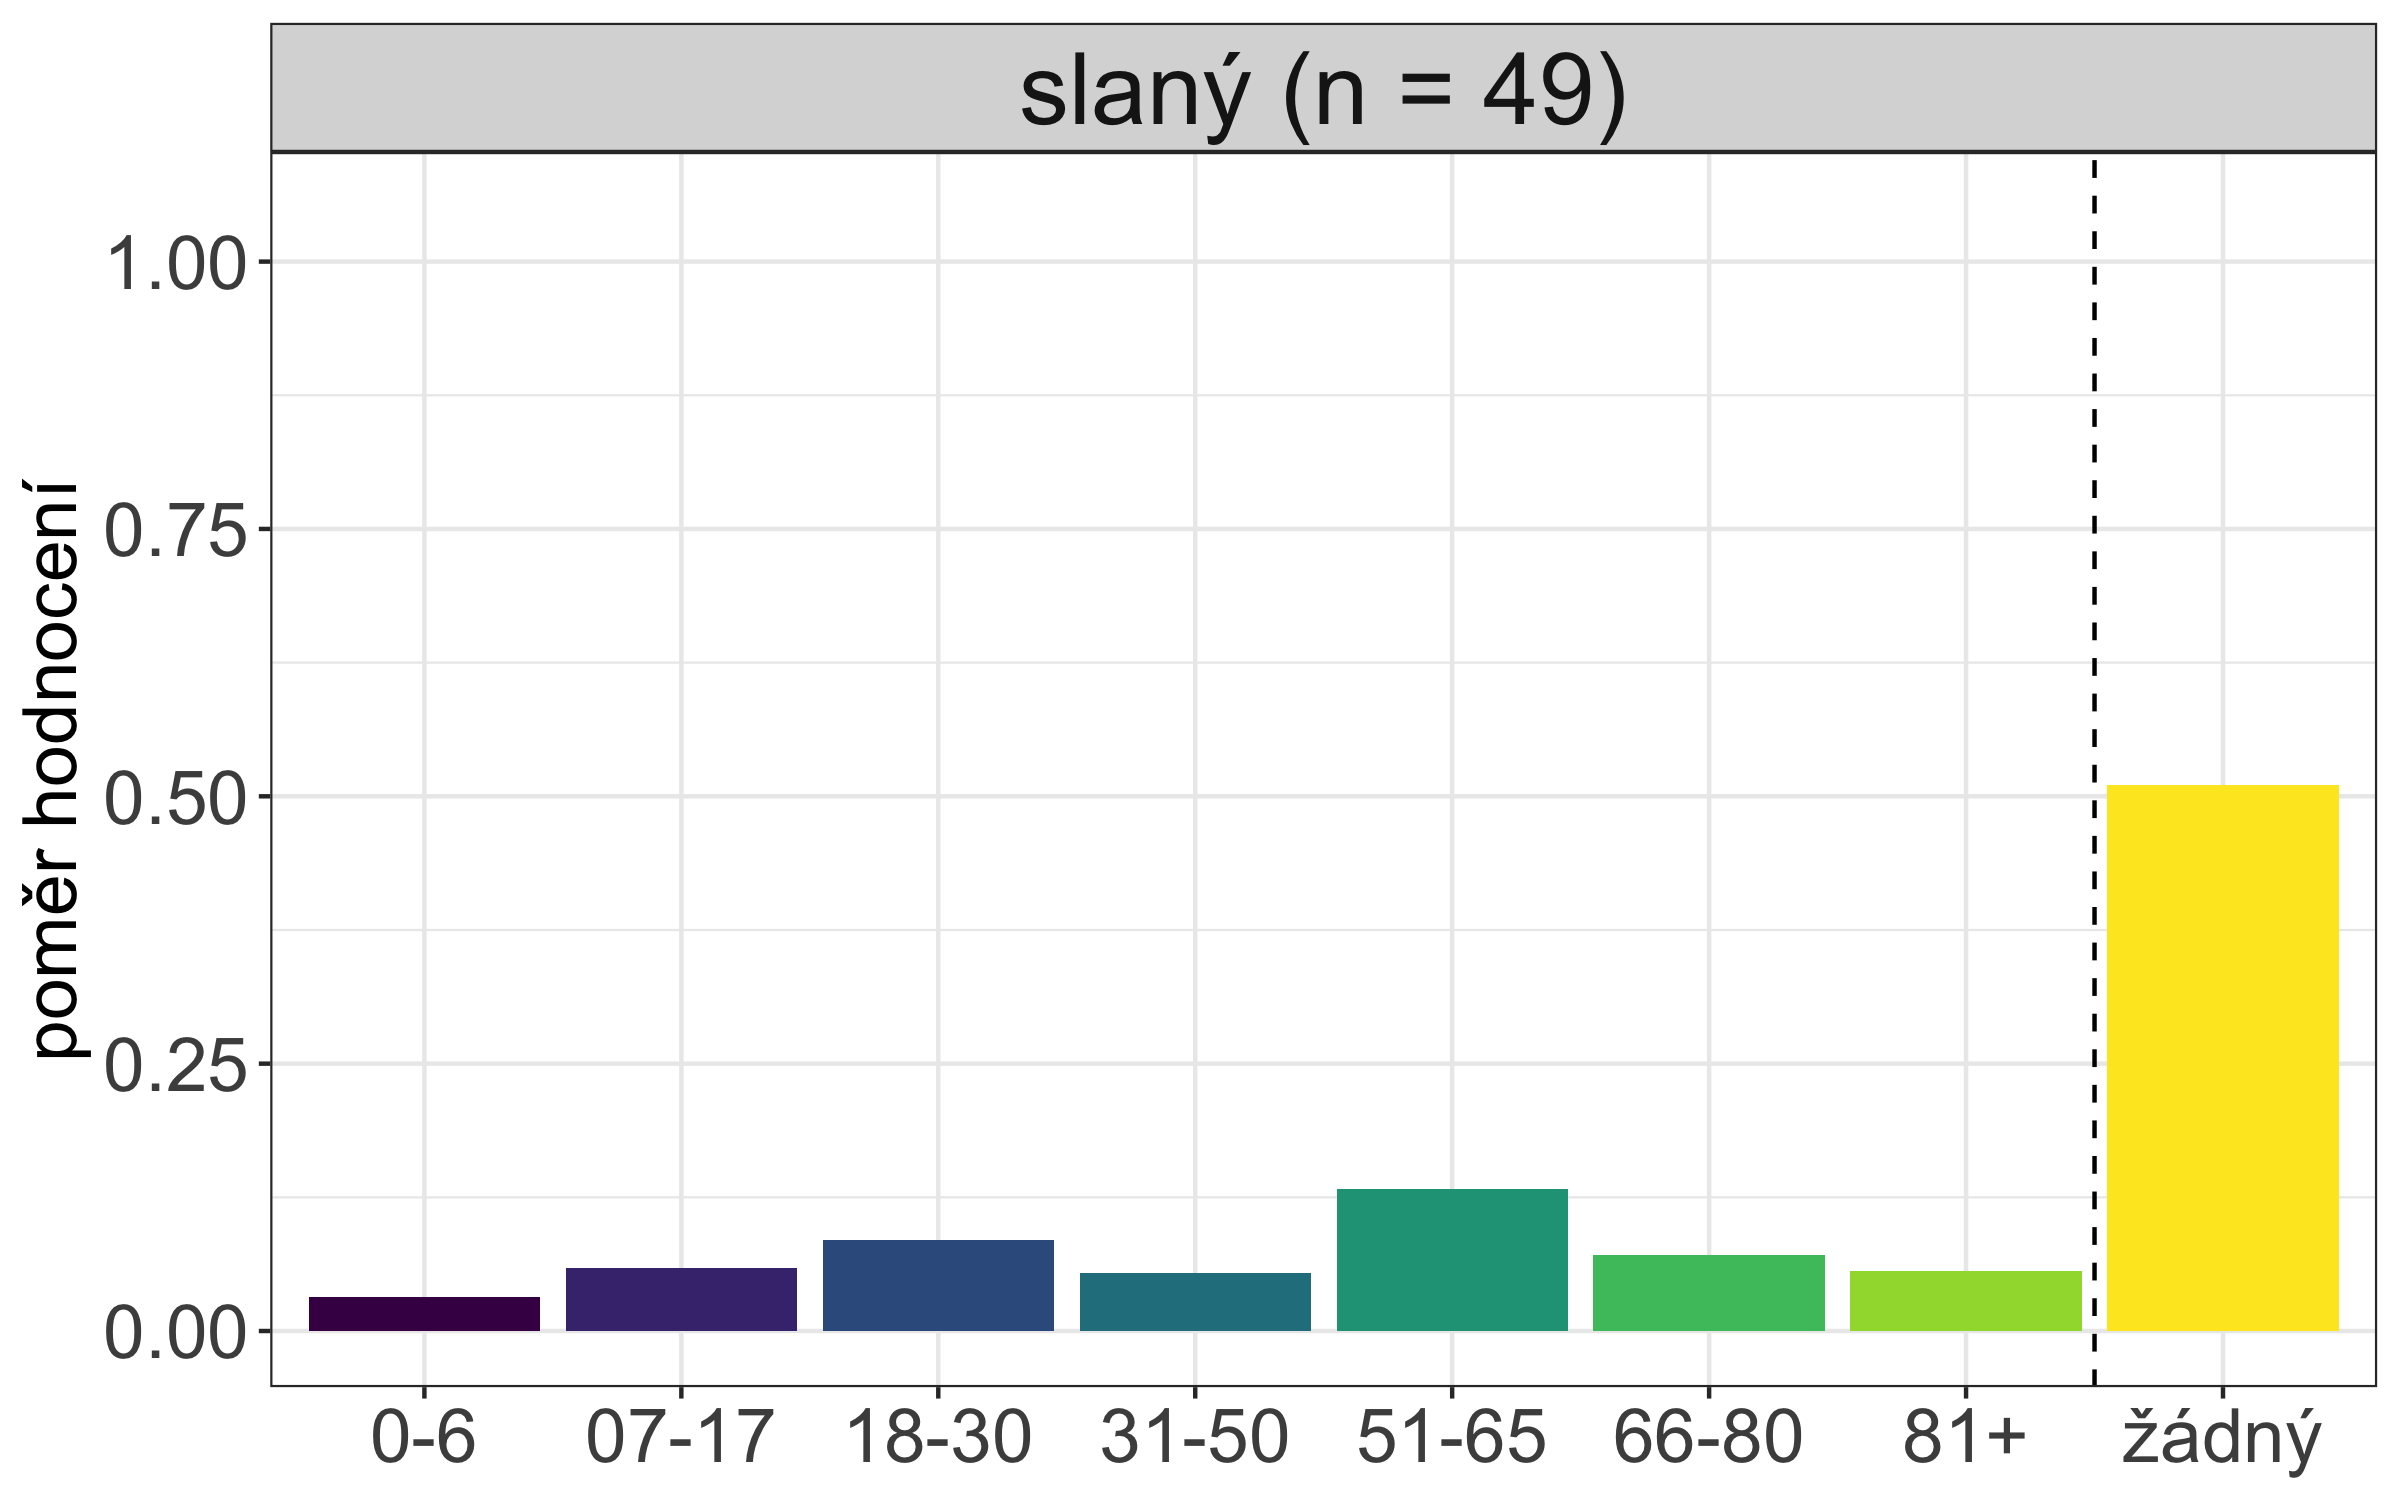 slaný (n = 49)
poměr hodnocení
1.00
0.75
0.50
0.25
0.00
0-6 07-17 18-30 31-50 51-65 66-80 81+ žádný